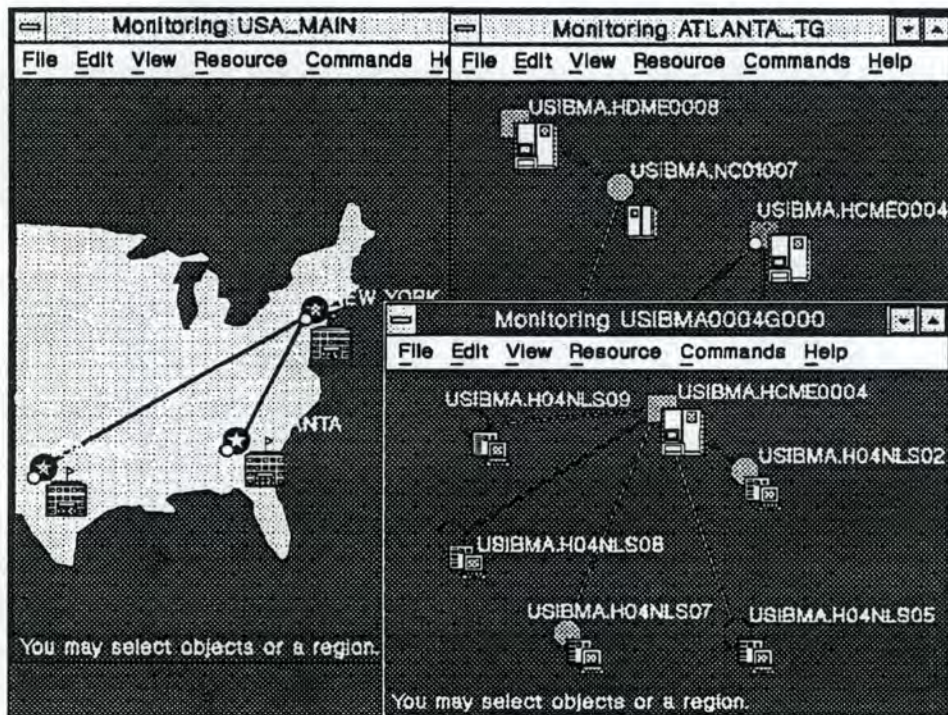 Monitoring USA_MAIN
File Edit View Resource Commands
NEW YORK
You may select objects or a region.
Monitoring ATLANTA_TG
File Edit View Resource Commands Help
USIBMA.HDME0008
USIBMA.NC01007
USIBMA.HCME0004
Monitoring USIBMA0004G000
File Edit View Resource Commands Help
USIBMA.H04NLS09
USIBMA.HCME0004
USIBMA.H04NLS02
USIBMA.H04NLS08
USIBMA.H04NLS07
USIBMA.H04NLS05
You may select objects or a region.